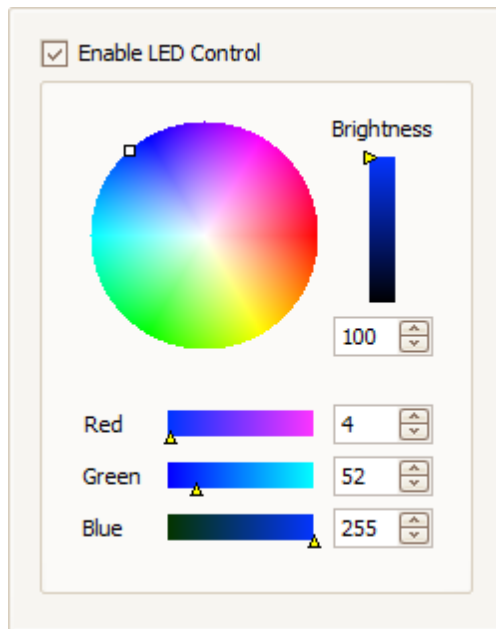 Enable LED Control
Brightness
100
Red 4
Green 52
Blue 255